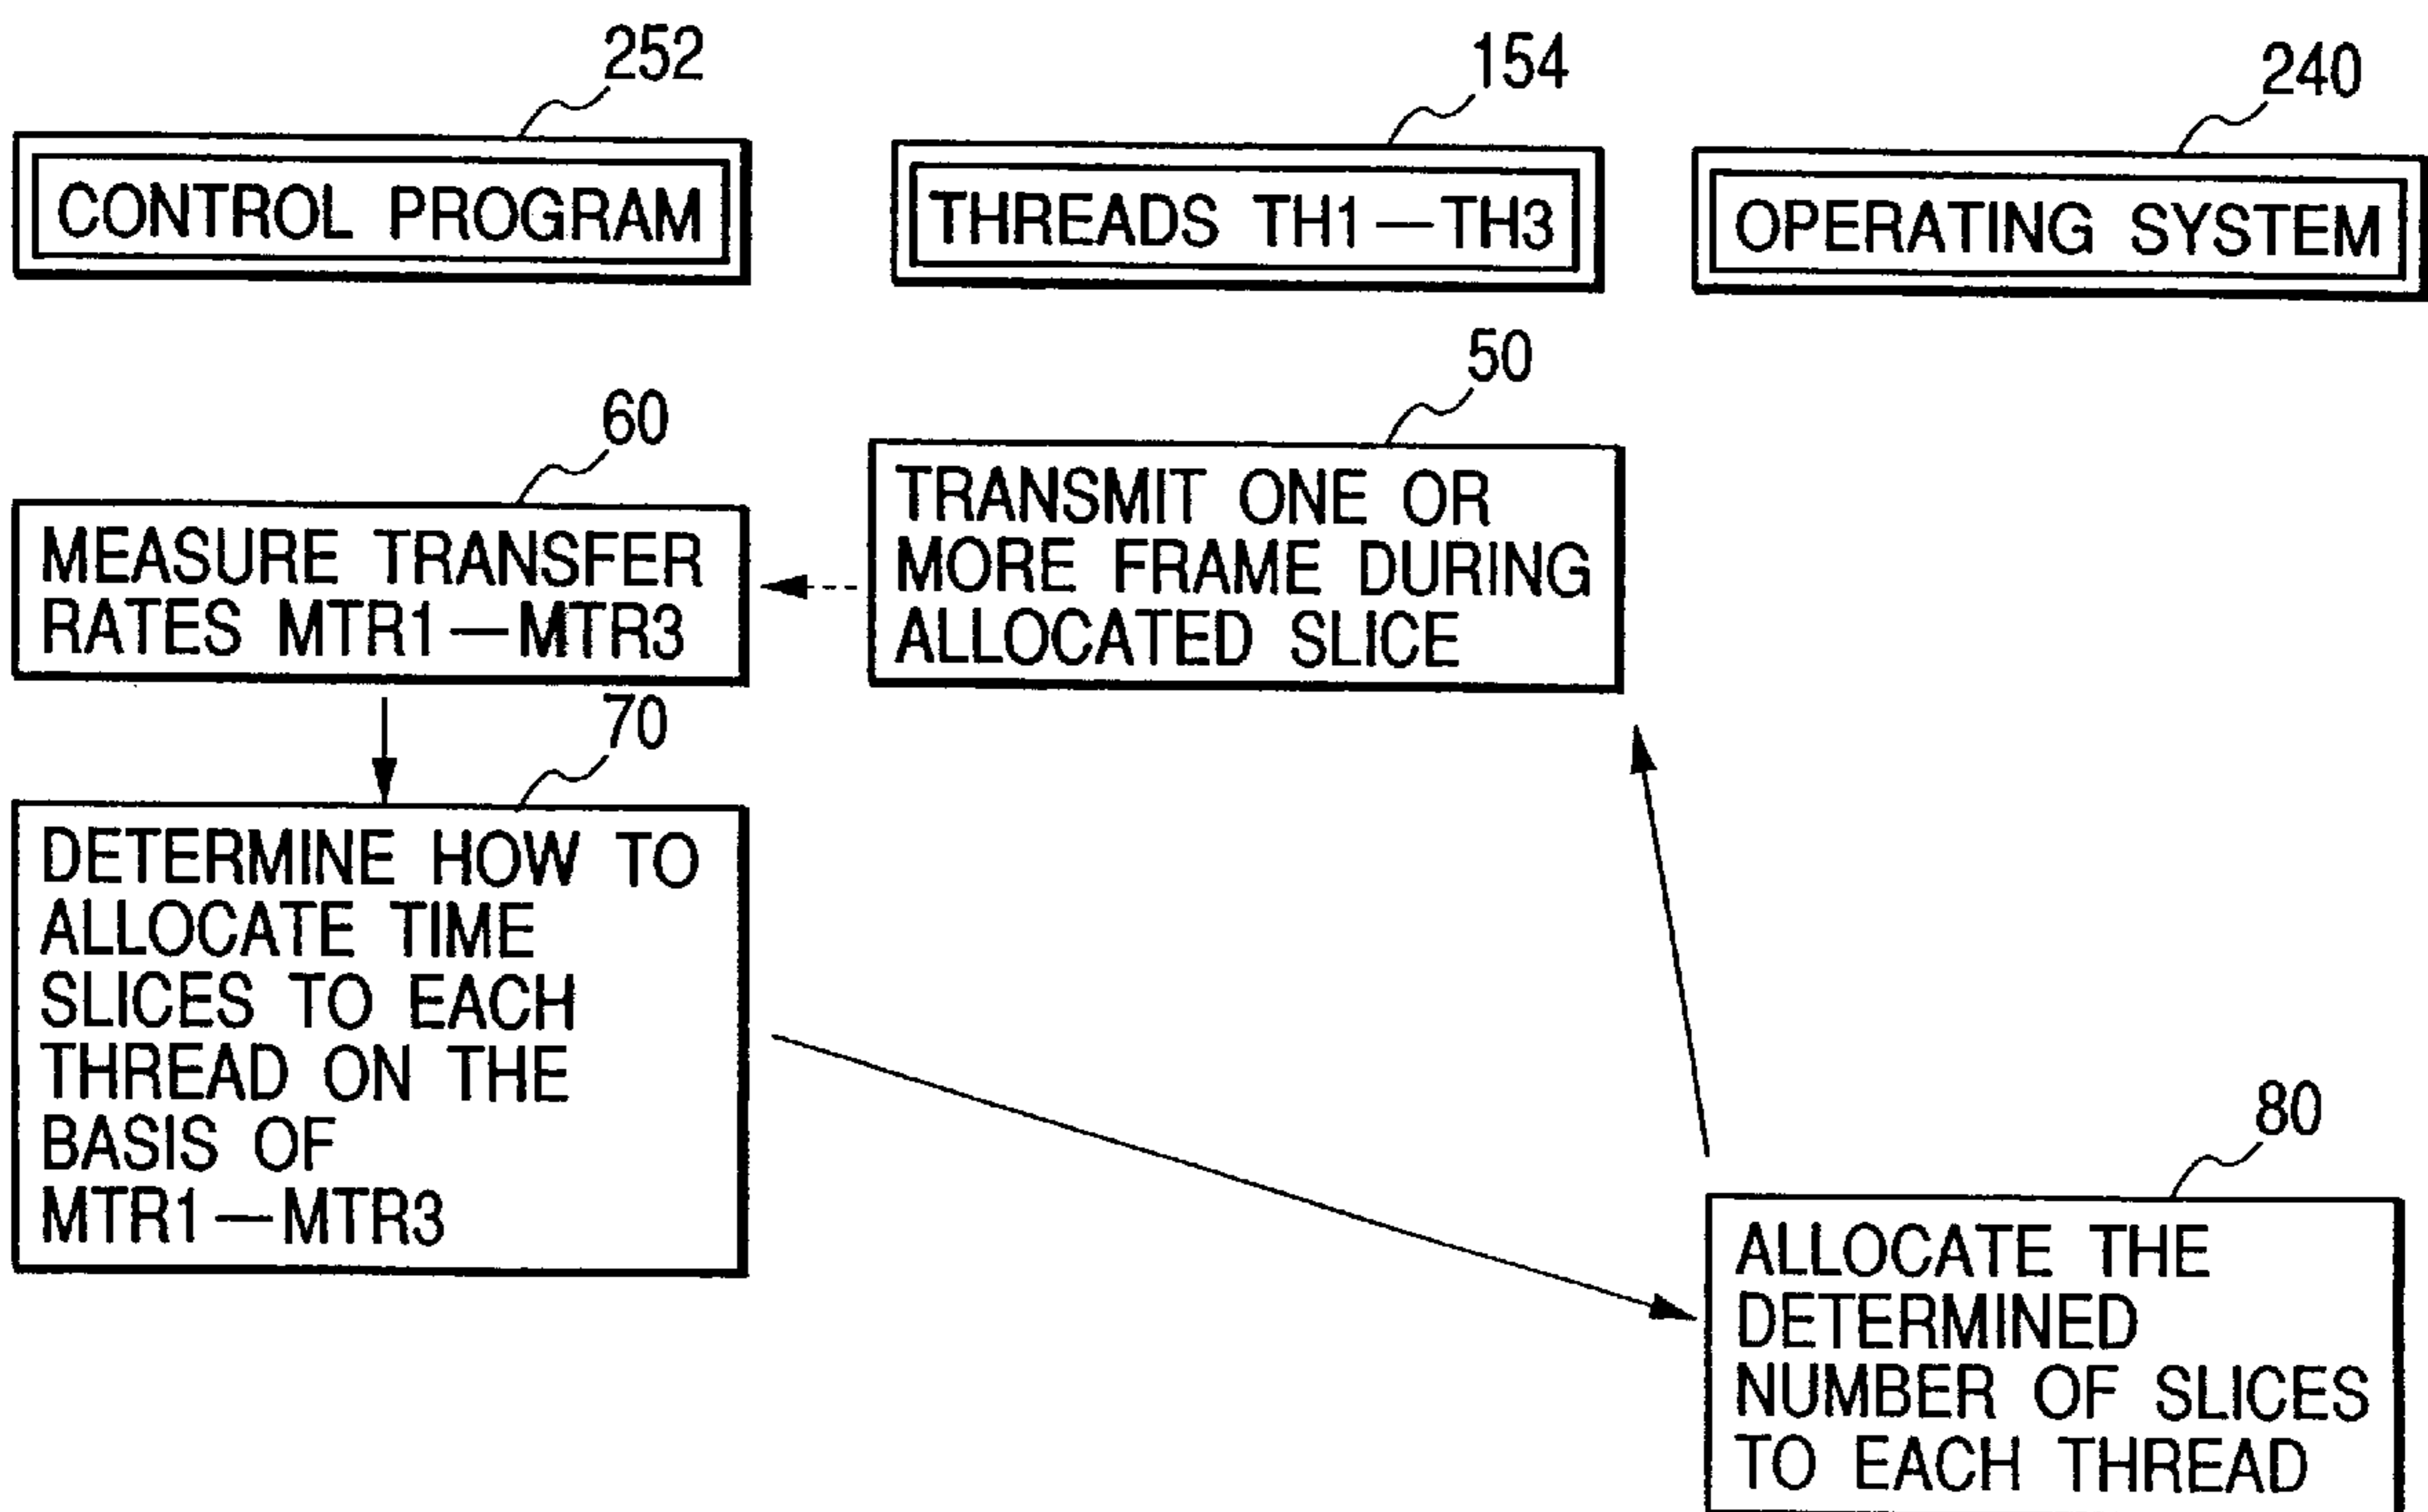 252
154
240
CONTROL PROGRAM
THREADS TH1—TH3
OPERATING SYSTEM
50
TRANSMIT ONE OR
MORE FRAME DURING
ALLOCATED SLICE
60
MEASURE TRANSFER
RATES MTR1—MTR3
70
DETERMINE HOW TO
ALLOCATE TIME
SLICES TO EACH
THREAD ON THE
BASIS OF
MTR1—MTR3
80
ALLOCATE THE
DETERMINED
NUMBER OF SLICES
TO EACH THREAD